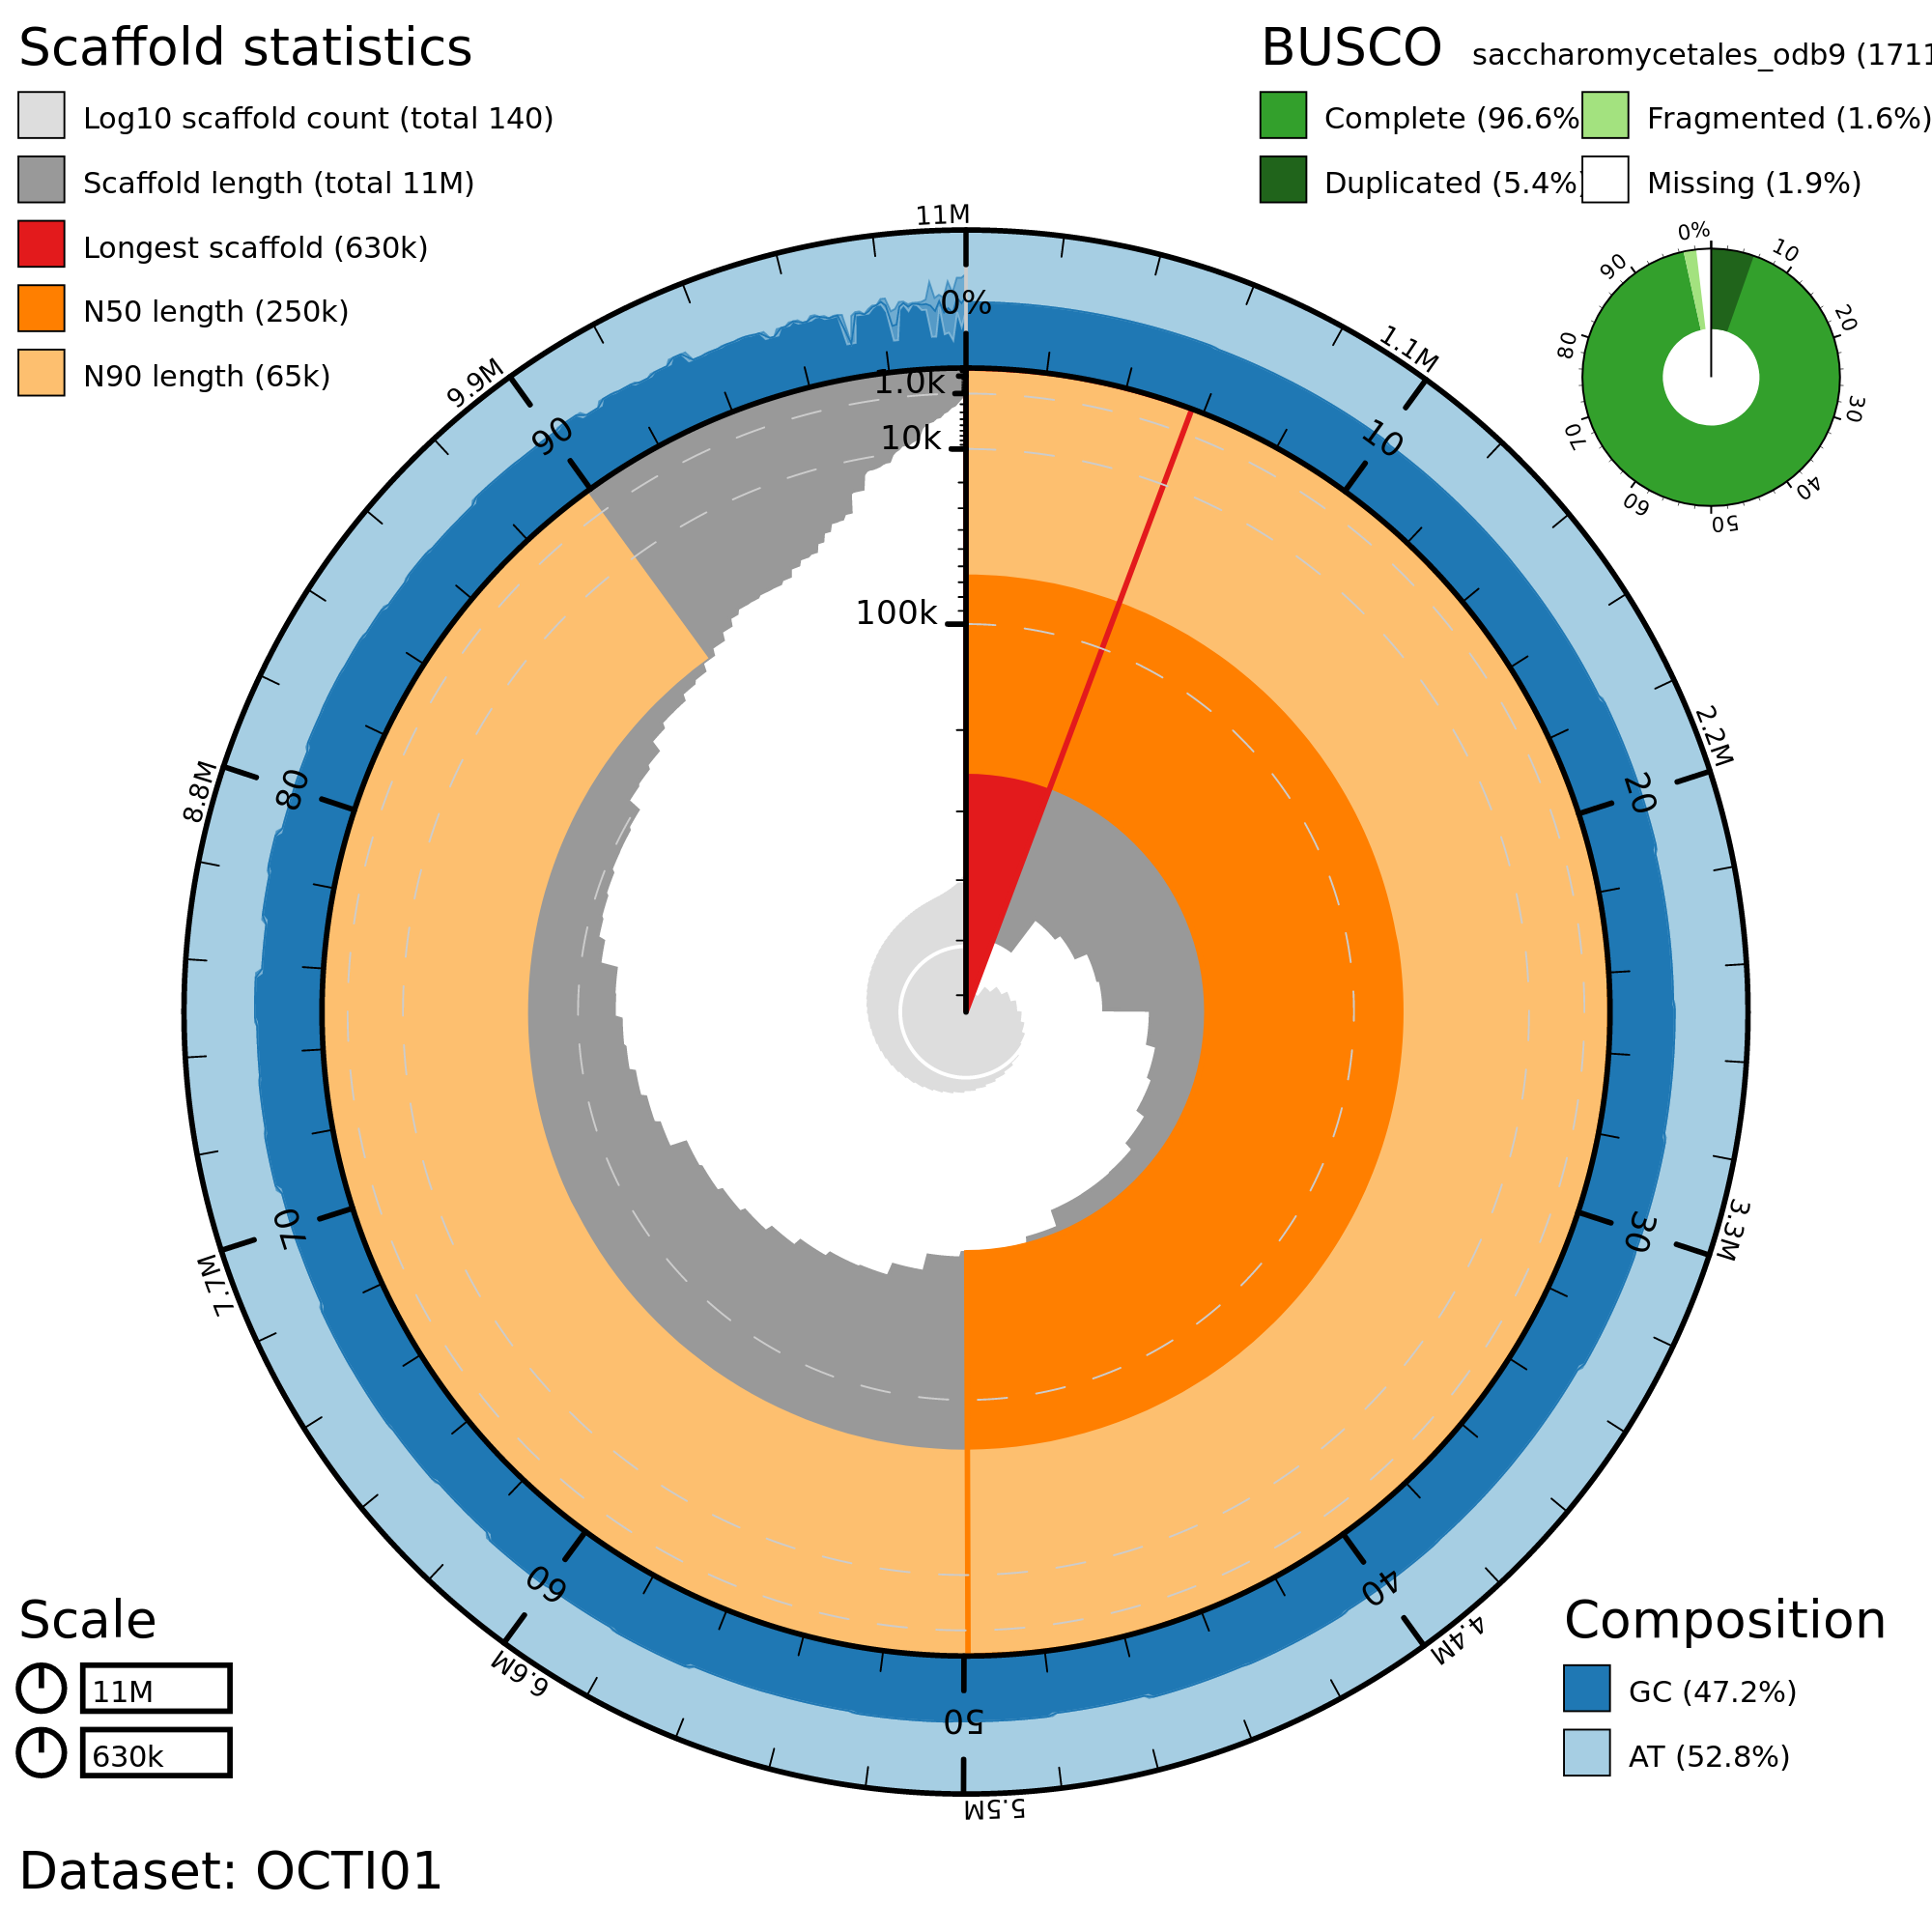 Scaffold statistics
Log10 scaffold count (total 140)
Scaffold length (total 11M)
Longest scaffold (630k)
N50 length (250k)
N90 length (65k)
BUSCO saccharomycetales_odb9 (1711
Complete (96.6%
Fragmented (1.6%)
Duplicated (5.4%)
Missing (1.9%)
0%
10
20
30
40
50
60
70
80
90
11M
1.1M
2.2M
3.3M
4.4M
5.5M
6.6M
7.7M
8.8M
9.9M
0%
10
20
30
40
50
60
70
80
90
1.0k
10k
100k
Scale
11M
630k
Composition
GC (47.2%)
AT (52.8%)
Dataset: OCTI01